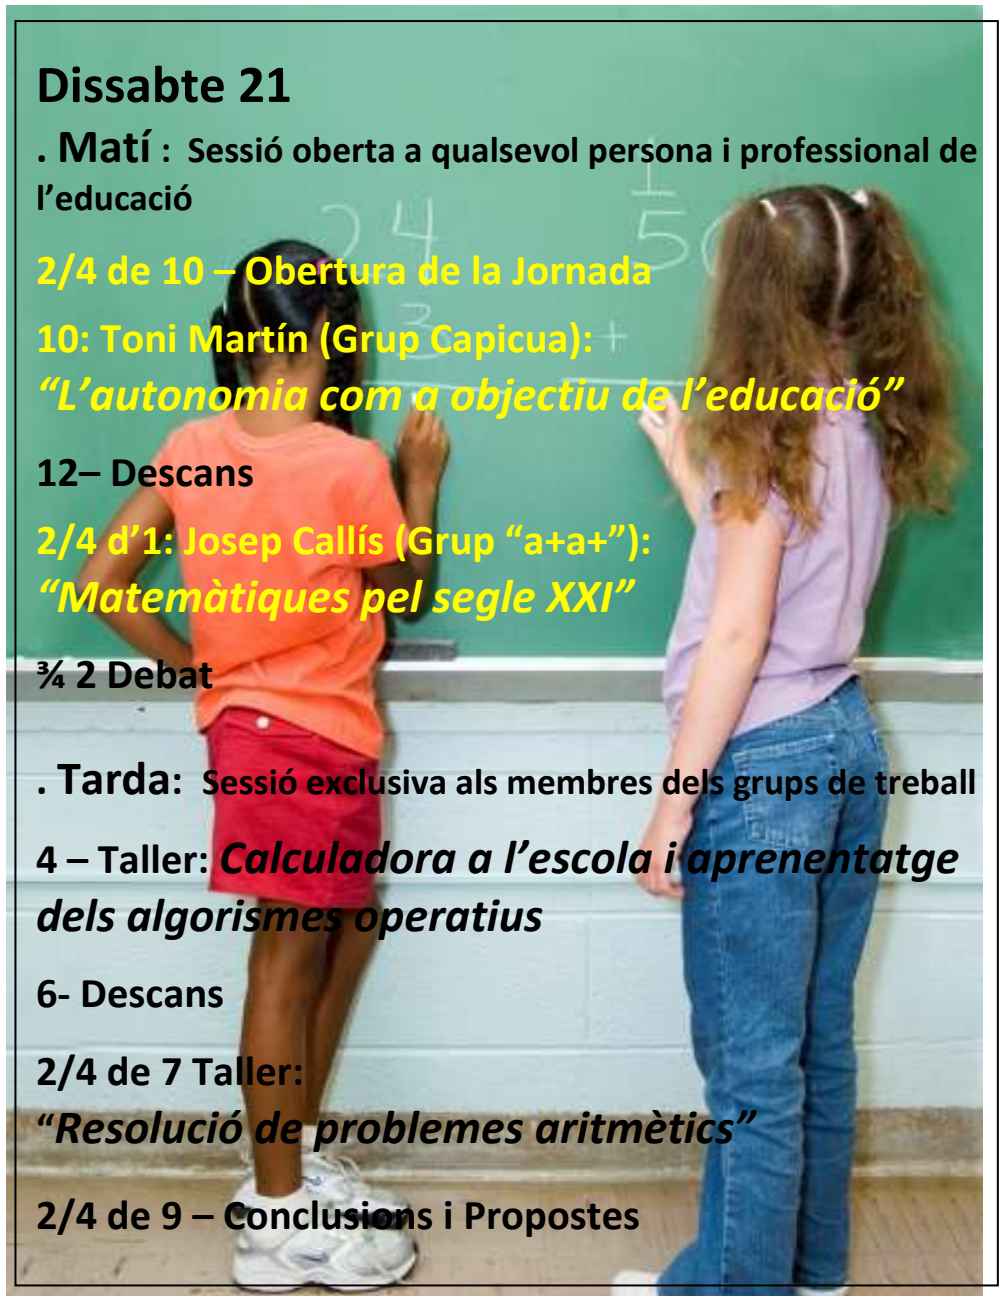 Dissabte 21
. Matí : Sessió oberta a qualsevol persona i professional de
l’educació
2/4 de 10 – Obertura de la Jornada
10: Toni Martín (Grup Capicua):
“L’autonomia com a objectiu de l’educació”
12– Descans
2/4 d’1: Josep Callís (Grup “a+a+”):
“Matemàtiques pel segle XXI”
¾ 2 Debat
. Tarda: Sessió exclusiva als membres dels grups de treball
4 – Taller: Calculadora a l’escola i aprenentatge
dels algorismes operatius
6- Descans
2/4 de 7 Taller:
“Resolució de problemes aritmètics”
2/4 de 9 – Conclusions i Propostes
24
3
1
5
+